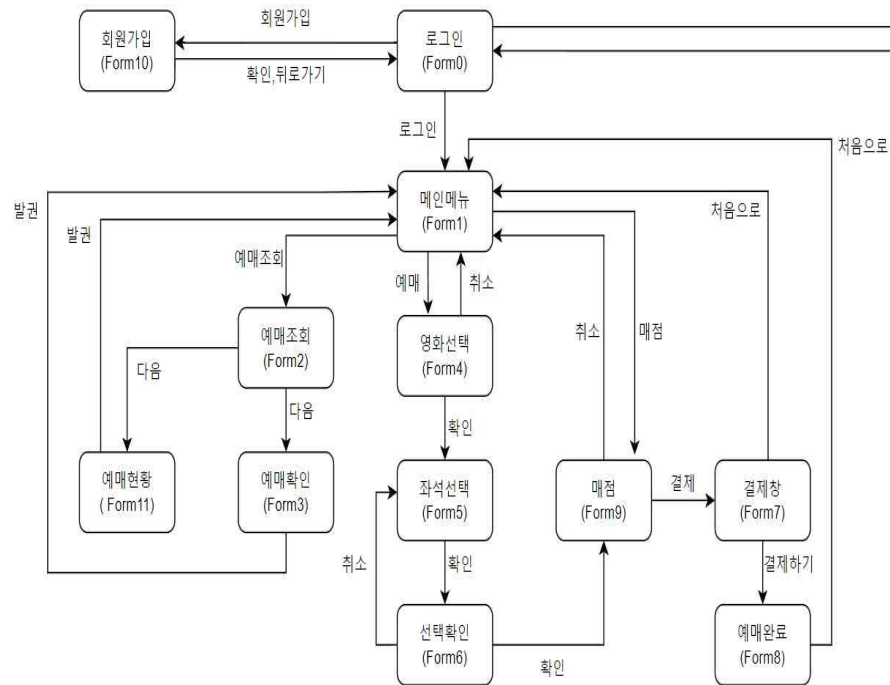 회원가입
회원가입
(Form10)
로그인
(Form0)
확인,뒤로가기
로그인
처음으로
메인메뉴
(Form1)
발권
발권
처음으로
예매조회
예매
취소
예매조회
(Form2)
영화선택
(Form4)
취소
매점
다음
다음
확인
예매현황
( Form11)
예매확인
(Form3)
좌석선택
(Form5)
매점
(Form9)
결제
결제창
(Form7)
취소
확인
결제하기
선택확인
(Form6)
확인
예매완료
(Form8)